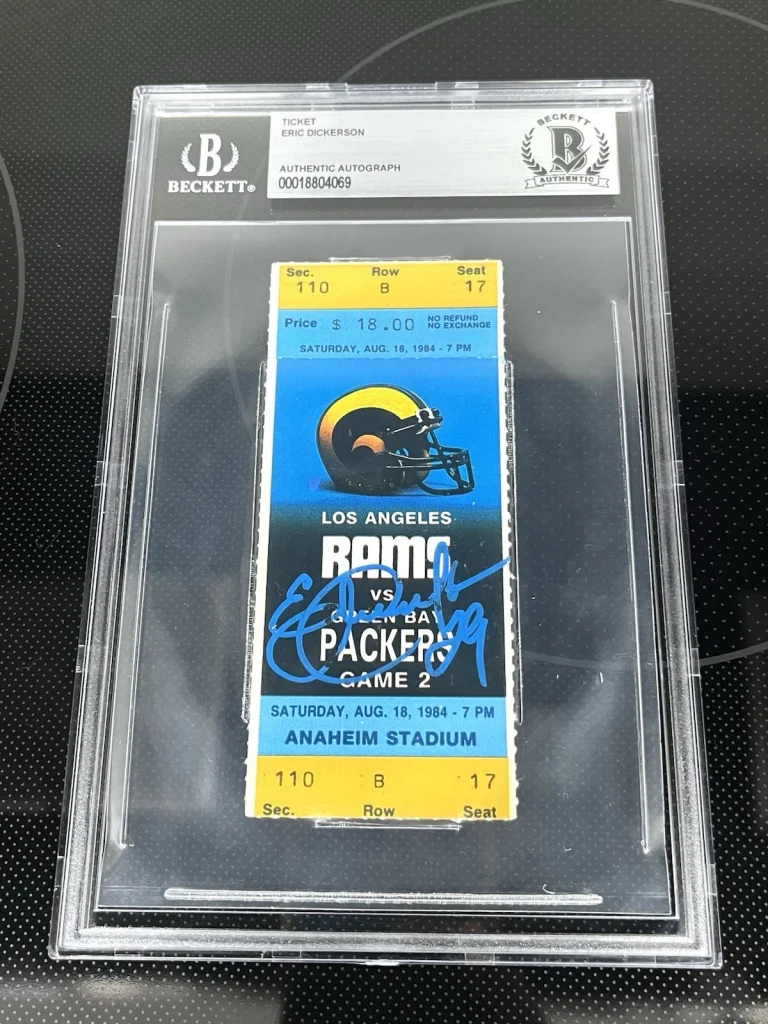 TICKET
ERIC DICKERSON
AUTHENTIC AUTOGRAPH
00018804069
B
BECKETT®
BECKETT
B
AUTHENTIC
Sec. Row Seat
110 B 17
Price $ 18.00 NO REFUND
NO EXCHANGE
SATURDAY, AUG. 18, 1984 - 7 PM
LOS ANGELES
RAMS
VS
GREEN BAY
PACKERS
GAME 2
SATURDAY, AUG. 18, 1984 - 7 PM
ANAHEIM STADIUM
110 B 17
Sec. Row Seat